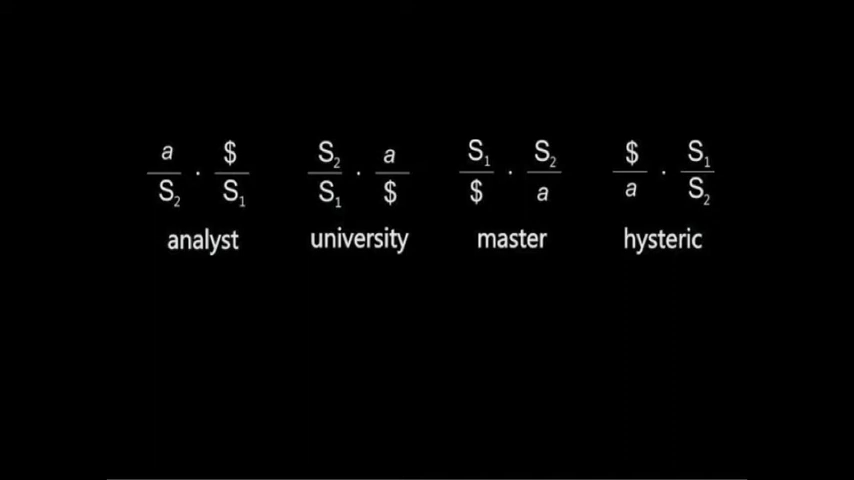 a/S₂ · $/S₁
analyst
S₂/S₁ · a/$
university
S₁/$ · S₂/a
master
$/a · S₁/S₂
hysteric